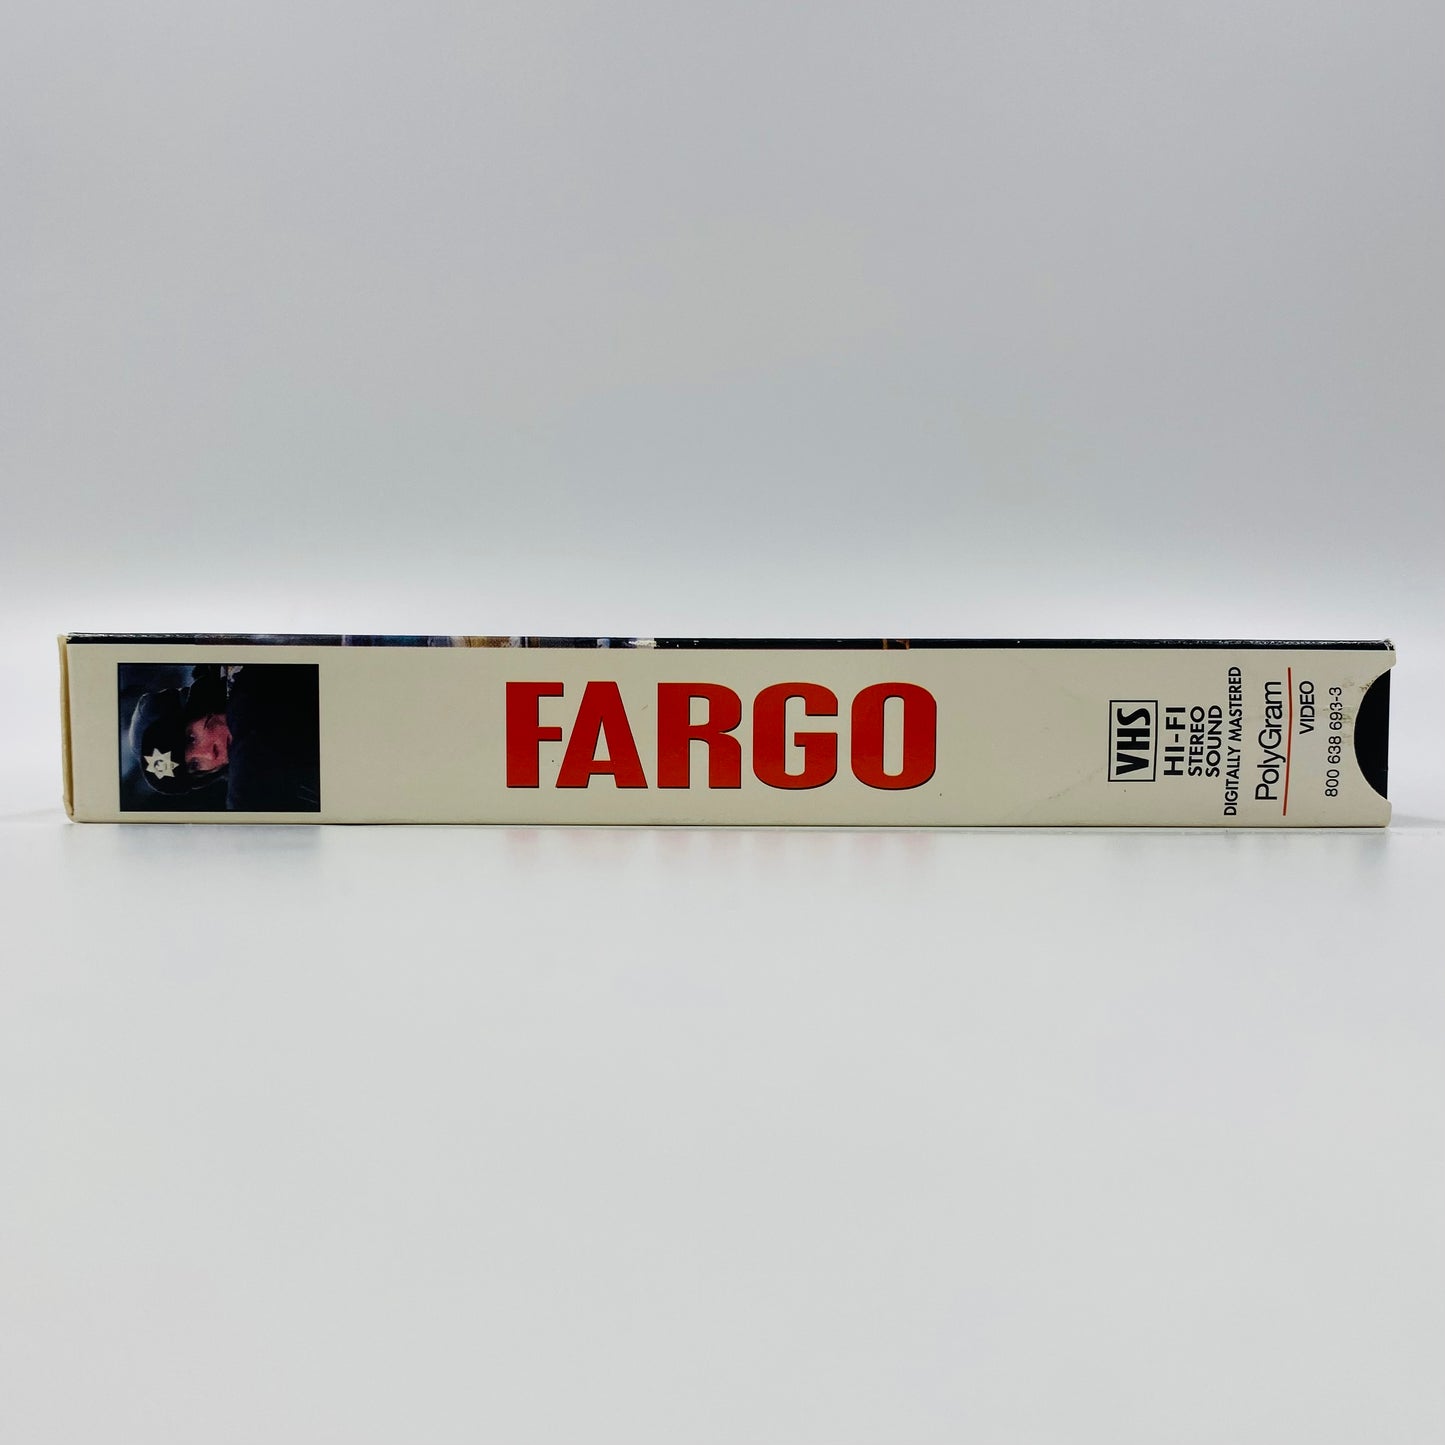 FARGO
VHS
HI-FI
STEREO
SOUND
DIGITALLY MASTERED
PolyGram
VIDEO
800 638 693-3